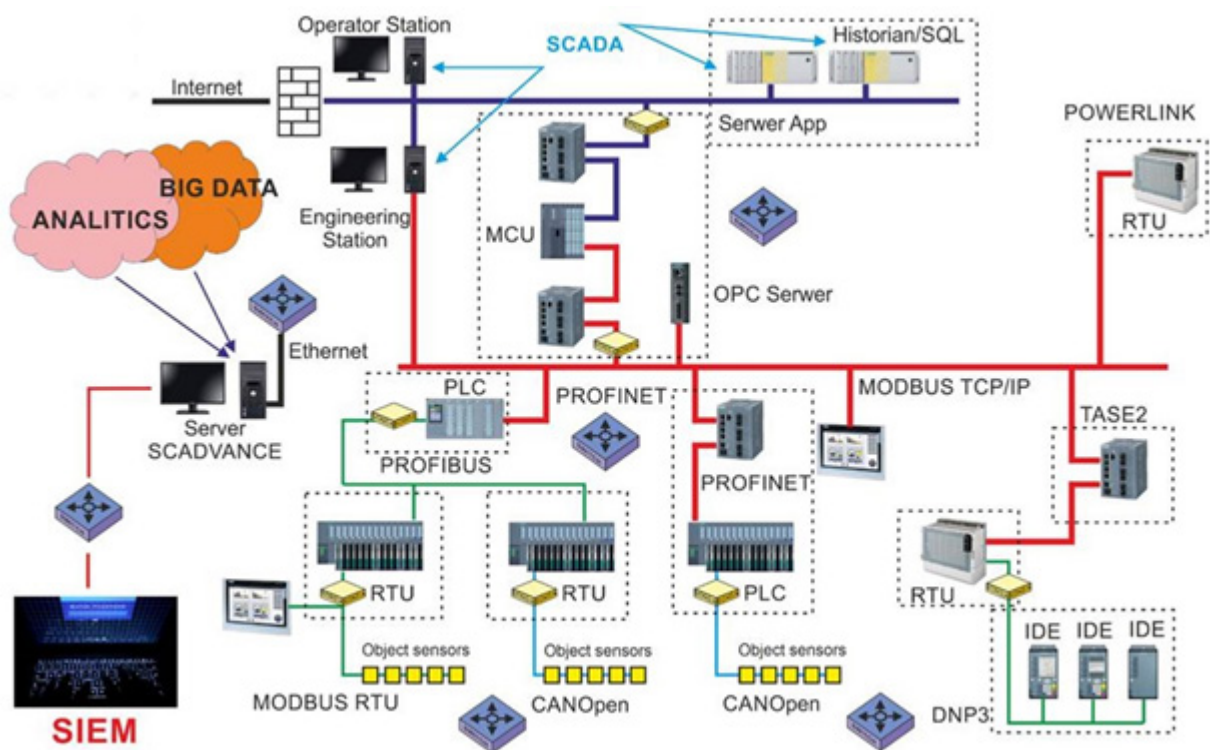 Operator Station
SCADA
Historian/SQL
Internet
Serwer App
POWERLINK
RTU
BIG DATA
ANALITICS
Engineering
Station
MCU
OPC Serwer
Ethernet
Server
SCADVANCE
PLC
PROFINET
MODBUS TCP/IP
TASE2
PROFIBUS
PROFINET
RTU
RTU
PLC
RTU
IDE
IDE
IDE
Object sensors
Object sensors
Object sensors
MODBUS RTU
CANOpen
CANOpen
DNP3
SIEM